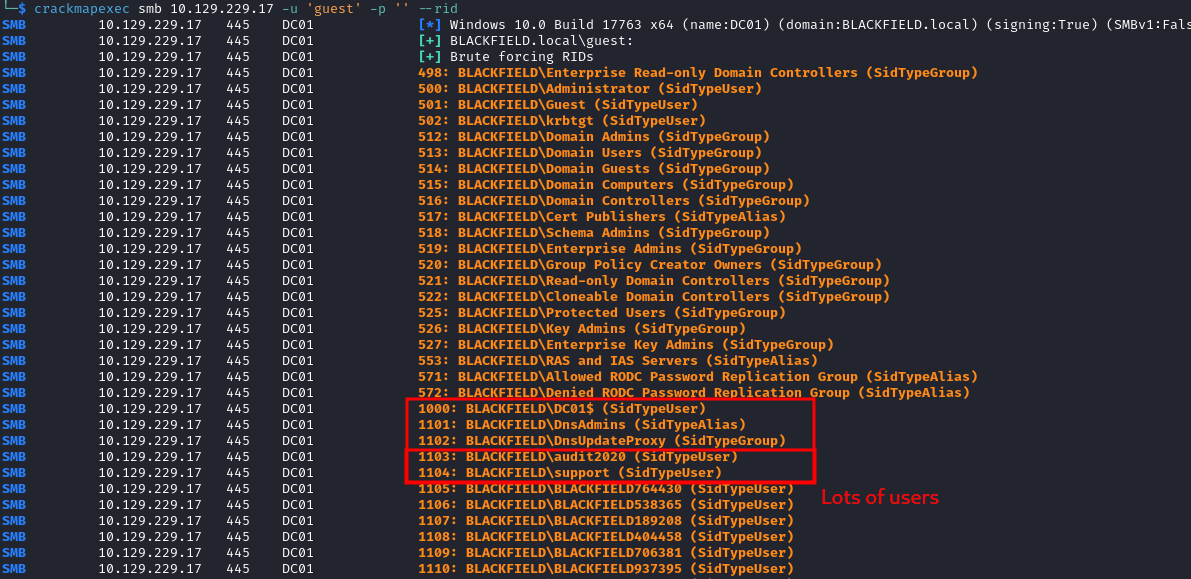 └─$ crackmapexec smb 10.129.229.17 -u 'guest' -p '' --rid
SMB 10.129.229.17 445 DC01 [*] Windows 10.0 Build 17763 x64 (name:DC01) (domain:BLACKFIELD.local) (signing:True) (SMBv1:Fals
SMB 10.129.229.17 445 DC01 [+] BLACKFIELD.local\guest:
SMB 10.129.229.17 445 DC01 [+] Brute forcing RIDs
SMB 10.129.229.17 445 DC01 498: BLACKFIELD\Enterprise Read-only Domain Controllers (SidTypeGroup)
SMB 10.129.229.17 445 DC01 500: BLACKFIELD\Administrator (SidTypeUser)
SMB 10.129.229.17 445 DC01 501: BLACKFIELD\Guest (SidTypeUser)
SMB 10.129.229.17 445 DC01 502: BLACKFIELD\krbtgt (SidTypeUser)
SMB 10.129.229.17 445 DC01 512: BLACKFIELD\Domain Admins (SidTypeGroup)
SMB 10.129.229.17 445 DC01 513: BLACKFIELD\Domain Users (SidTypeGroup)
SMB 10.129.229.17 445 DC01 514: BLACKFIELD\Domain Guests (SidTypeGroup)
SMB 10.129.229.17 445 DC01 515: BLACKFIELD\Domain Computers (SidTypeGroup)
SMB 10.129.229.17 445 DC01 516: BLACKFIELD\Domain Controllers (SidTypeGroup)
SMB 10.129.229.17 445 DC01 517: BLACKFIELD\Cert Publishers (SidTypeAlias)
SMB 10.129.229.17 445 DC01 518: BLACKFIELD\Schema Admins (SidTypeGroup)
SMB 10.129.229.17 445 DC01 519: BLACKFIELD\Enterprise Admins (SidTypeGroup)
SMB 10.129.229.17 445 DC01 520: BLACKFIELD\Group Policy Creator Owners (SidTypeGroup)
SMB 10.129.229.17 445 DC01 521: BLACKFIELD\Read-only Domain Controllers (SidTypeGroup)
SMB 10.129.229.17 445 DC01 522: BLACKFIELD\Cloneable Domain Controllers (SidTypeGroup)
SMB 10.129.229.17 445 DC01 525: BLACKFIELD\Protected Users (SidTypeGroup)
SMB 10.129.229.17 445 DC01 526: BLACKFIELD\Key Admins (SidTypeGroup)
SMB 10.129.229.17 445 DC01 527: BLACKFIELD\Enterprise Key Admins (SidTypeGroup)
SMB 10.129.229.17 445 DC01 553: BLACKFIELD\RAS and IAS Servers (SidTypeAlias)
SMB 10.129.229.17 445 DC01 571: BLACKFIELD\Allowed RODC Password Replication Group (SidTypeAlias)
SMB 10.129.229.17 445 DC01 572: BLACKFIELD\Denied RODC Password Replication Group (SidTypeAlias)
SMB 10.129.229.17 445 DC01 1000: BLACKFIELD\DC01$ (SidTypeUser)
SMB 10.129.229.17 445 DC01 1101: BLACKFIELD\DnsAdmins (SidTypeAlias)
SMB 10.129.229.17 445 DC01 1102: BLACKFIELD\DnsUpdateProxy (SidTypeGroup)
SMB 10.129.229.17 445 DC01 1103: BLACKFIELD\audit2020 (SidTypeUser)
SMB 10.129.229.17 445 DC01 1104: BLACKFIELD\support (SidTypeUser)
SMB 10.129.229.17 445 DC01 1105: BLACKFIELD\BLACKFIELD764430 (SidTypeUser)
Lots of users
SMB 10.129.229.17 445 DC01 1106: BLACKFIELD\BLACKFIELD538365 (SidTypeUser)
SMB 10.129.229.17 445 DC01 1107: BLACKFIELD\BLACKFIELD189208 (SidTypeUser)
SMB 10.129.229.17 445 DC01 1108: BLACKFIELD\BLACKFIELD404458 (SidTypeUser)
SMB 10.129.229.17 445 DC01 1109: BLACKFIELD\BLACKFIELD706381 (SidTypeUser)
SMB 10.129.229.17 445 DC01 1110: BLACKFIELD\BLACKFIELD937395 (SidTypeUser)